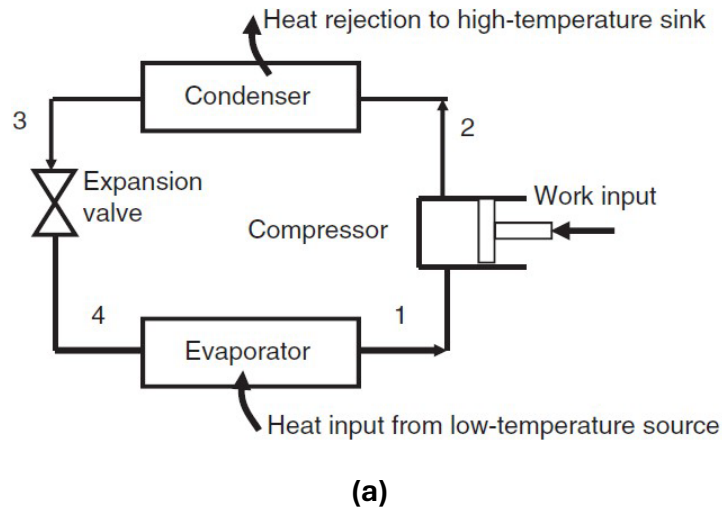 Heat rejection to high-temperature sink
Condenser
3
2
Expansion
valve
Work input
Compressor
4
1
Evaporator
Heat input from low-temperature source
(a)